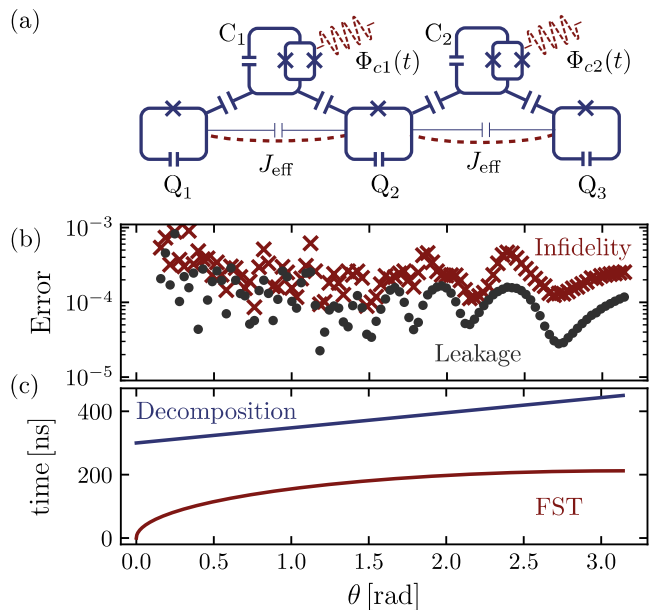 (a)
C₁
Φc1(t)
C₂
Φc2(t)
Jeff
Jeff
Q₁
Q₂
Q₃
(b)
10⁻³
10⁻⁴
10⁻⁵
Error
Infidelity
Leakage
(c)
400
200
0
time [ns]
Decomposition
FST
0.0 0.5 1.0 1.5 2.0 2.5 3.0
θ [rad]